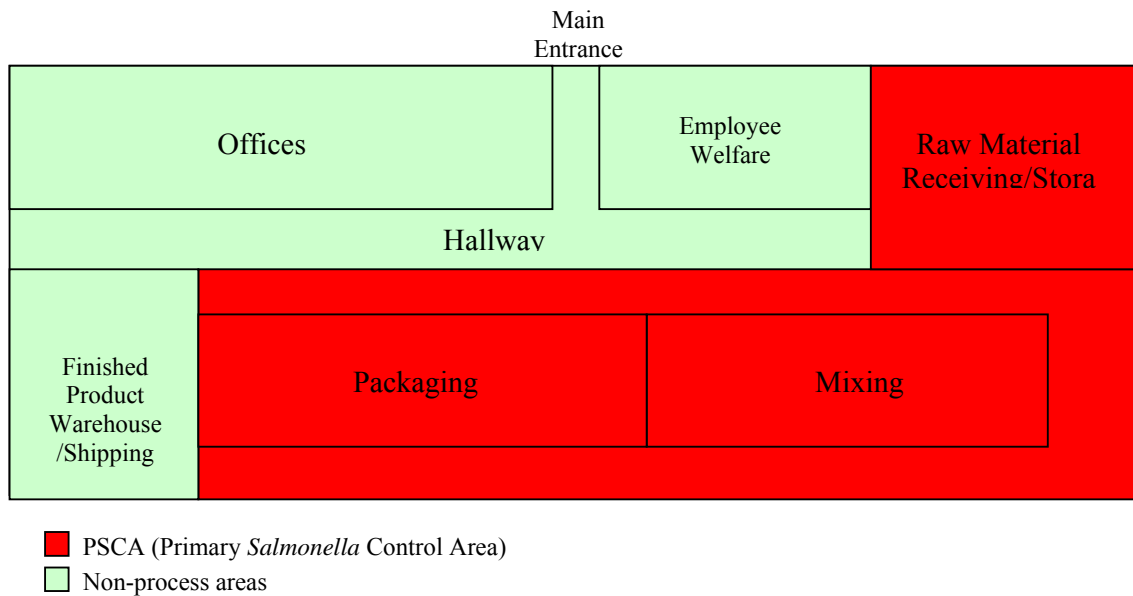 Main
Entrance
Offices
Employee
Welfare
Raw Material
Receiving/Stora
Hallway
Finished
Product
Warehouse
/Shipping
Packaging
Mixing
PSCA (Primary Salmonella Control Area)
Non-process areas